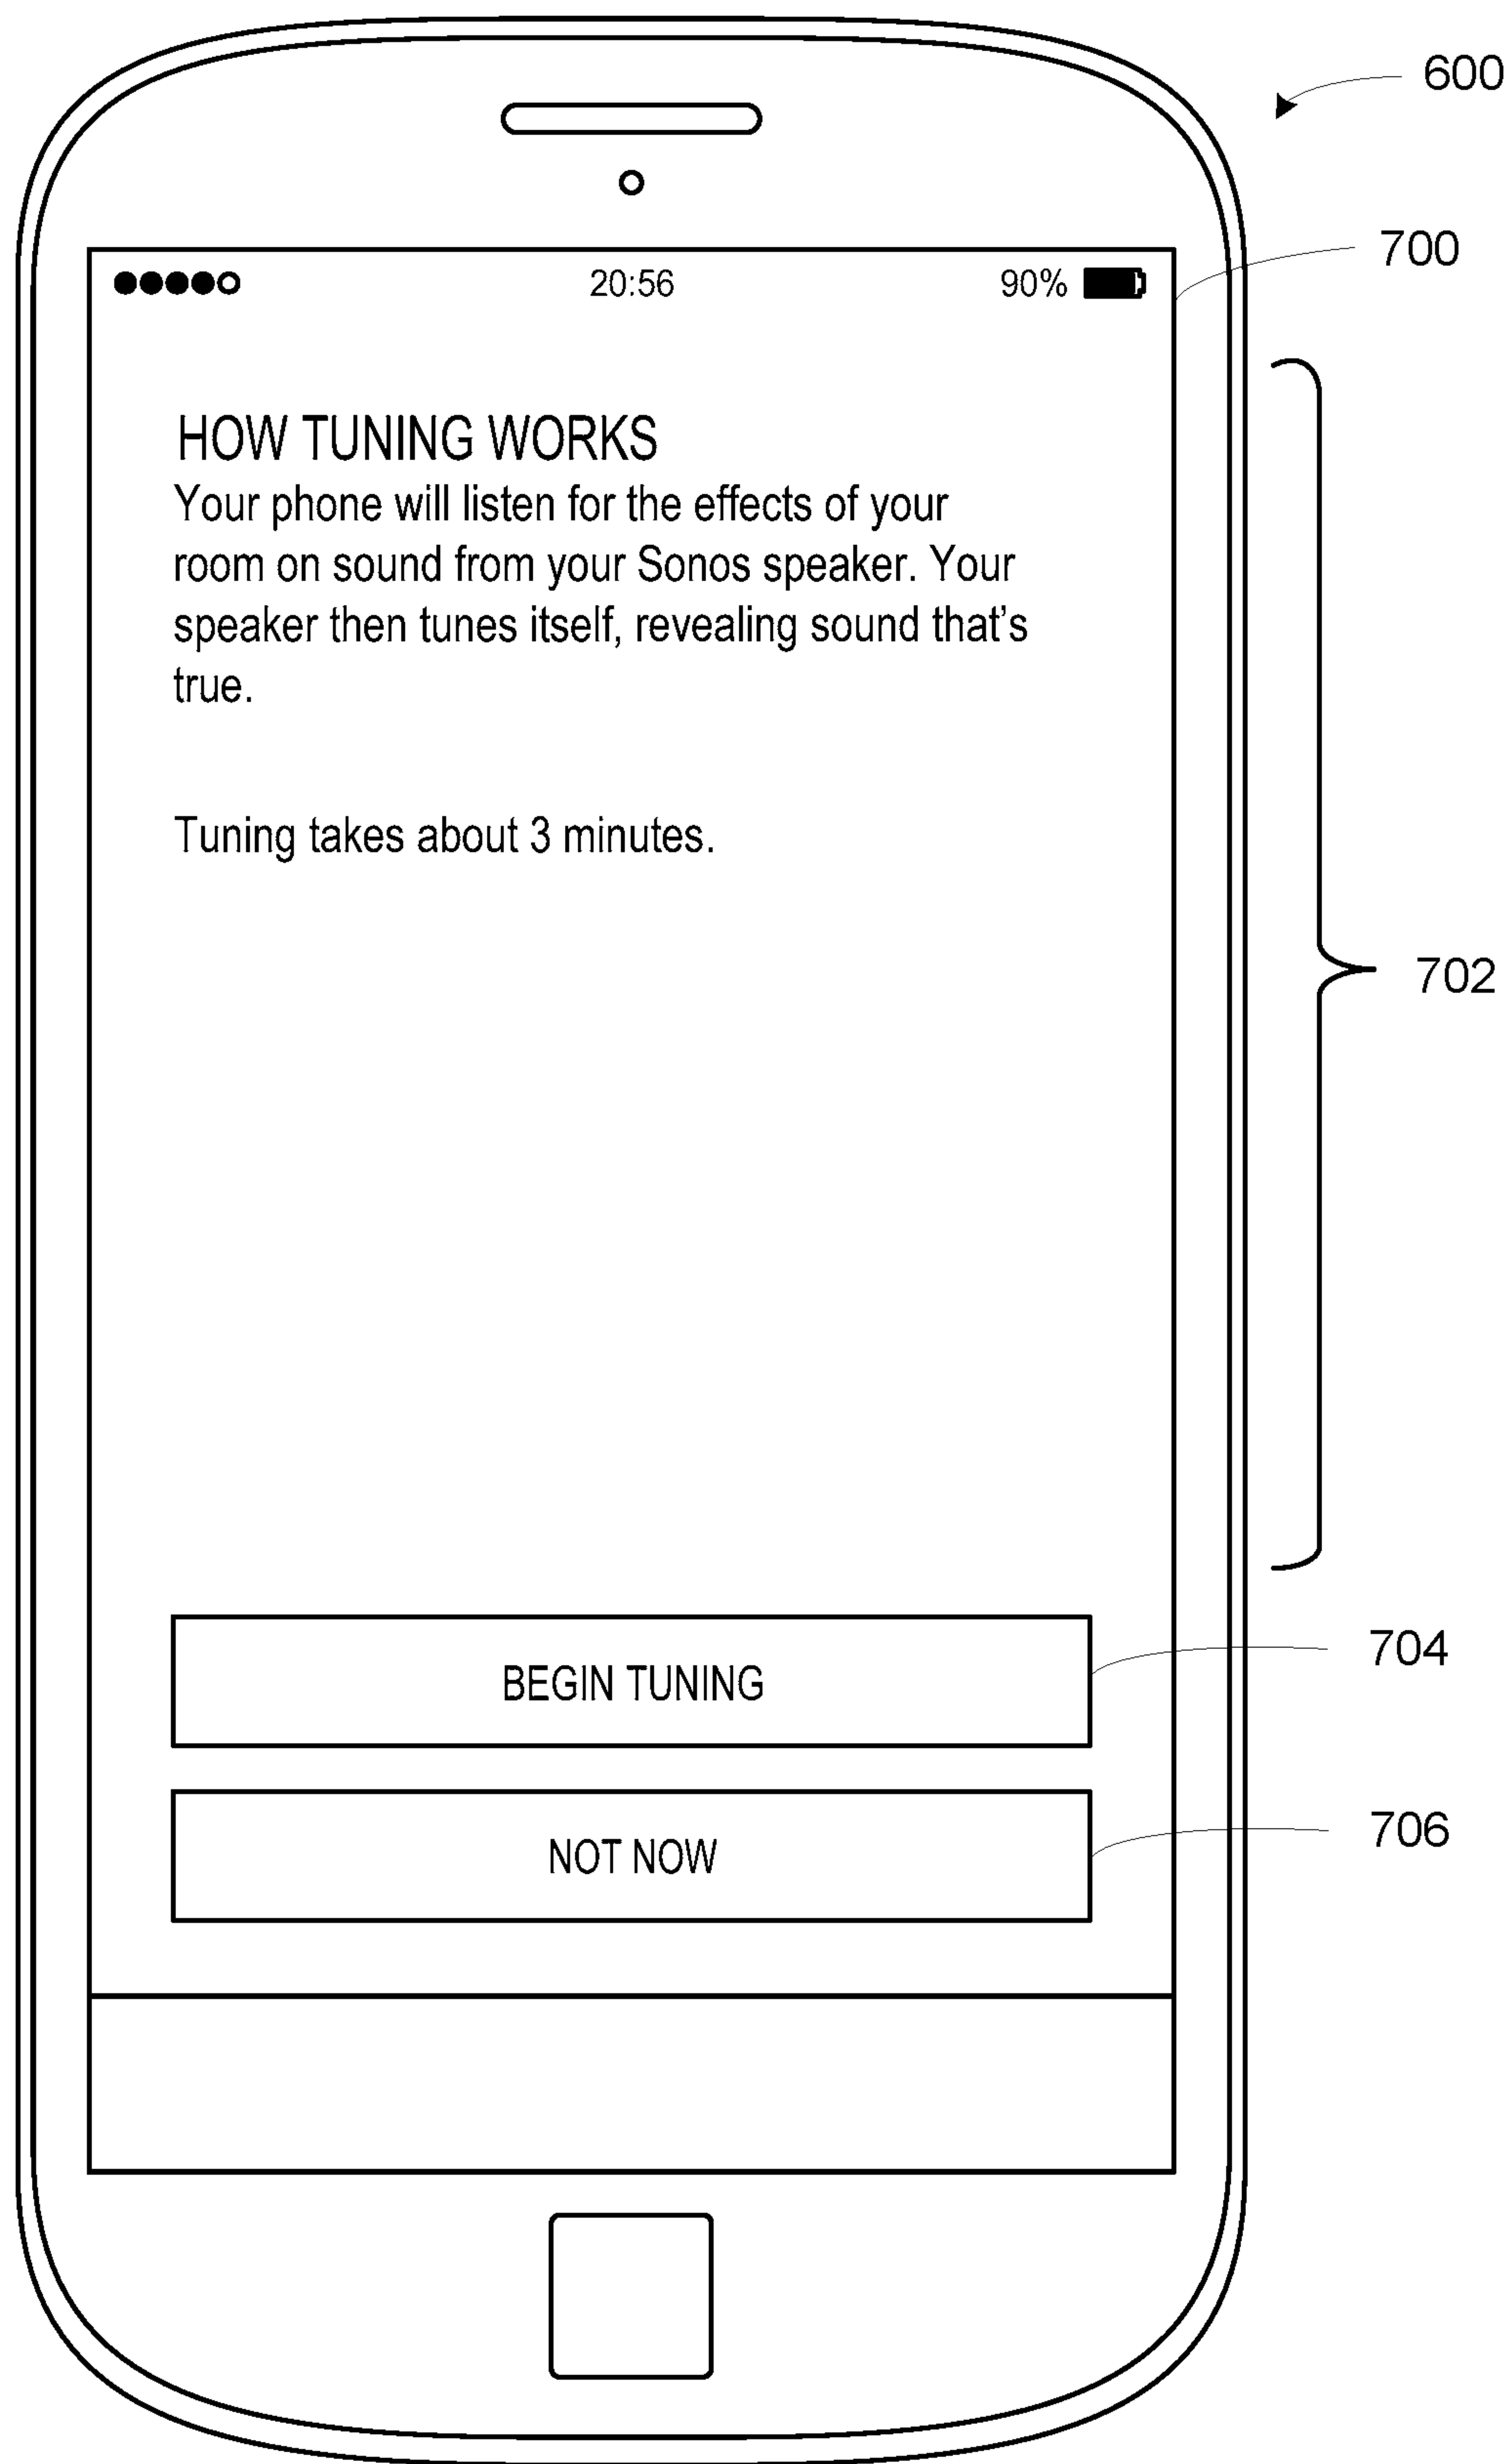 600
700
20:56 90%
HOW TUNING WORKS
Your phone will listen for the effects of your
room on sound from your Sonos speaker. Your
speaker then tunes itself, revealing sound that's
true.
Tuning takes about 3 minutes.
702
BEGIN TUNING
704
NOT NOW
706